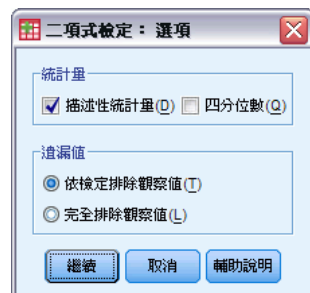 二項式檢定：選項
統計量
描述性統計量(D) 四分位數(Q)
遺漏值
依檢定排除觀察值(T)
完全排除觀察值(L)
繼續 取消 輔助說明